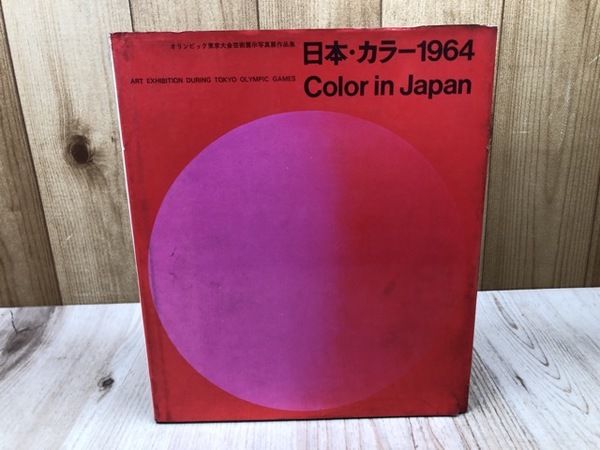 オリンピック東京大会芸術展示写真展作品集
日本・カラー1964
ART EXHIBITION DURING TOKYO OLYMPIC GAMES
Color in Japan